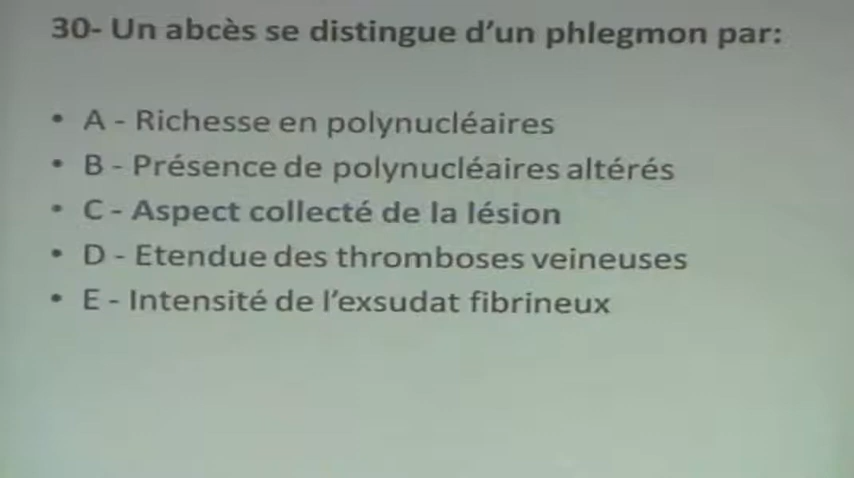 30- Un abcès se distingue d'un phlegmon par:
• A - Richesse en polynucléaires
• B - Présence de polynucléaires altérés
• C - Aspect collecté de la lésion
• D - Etendue des thromboses veineuses
• E - Intensité de l'exsudat fibrineux